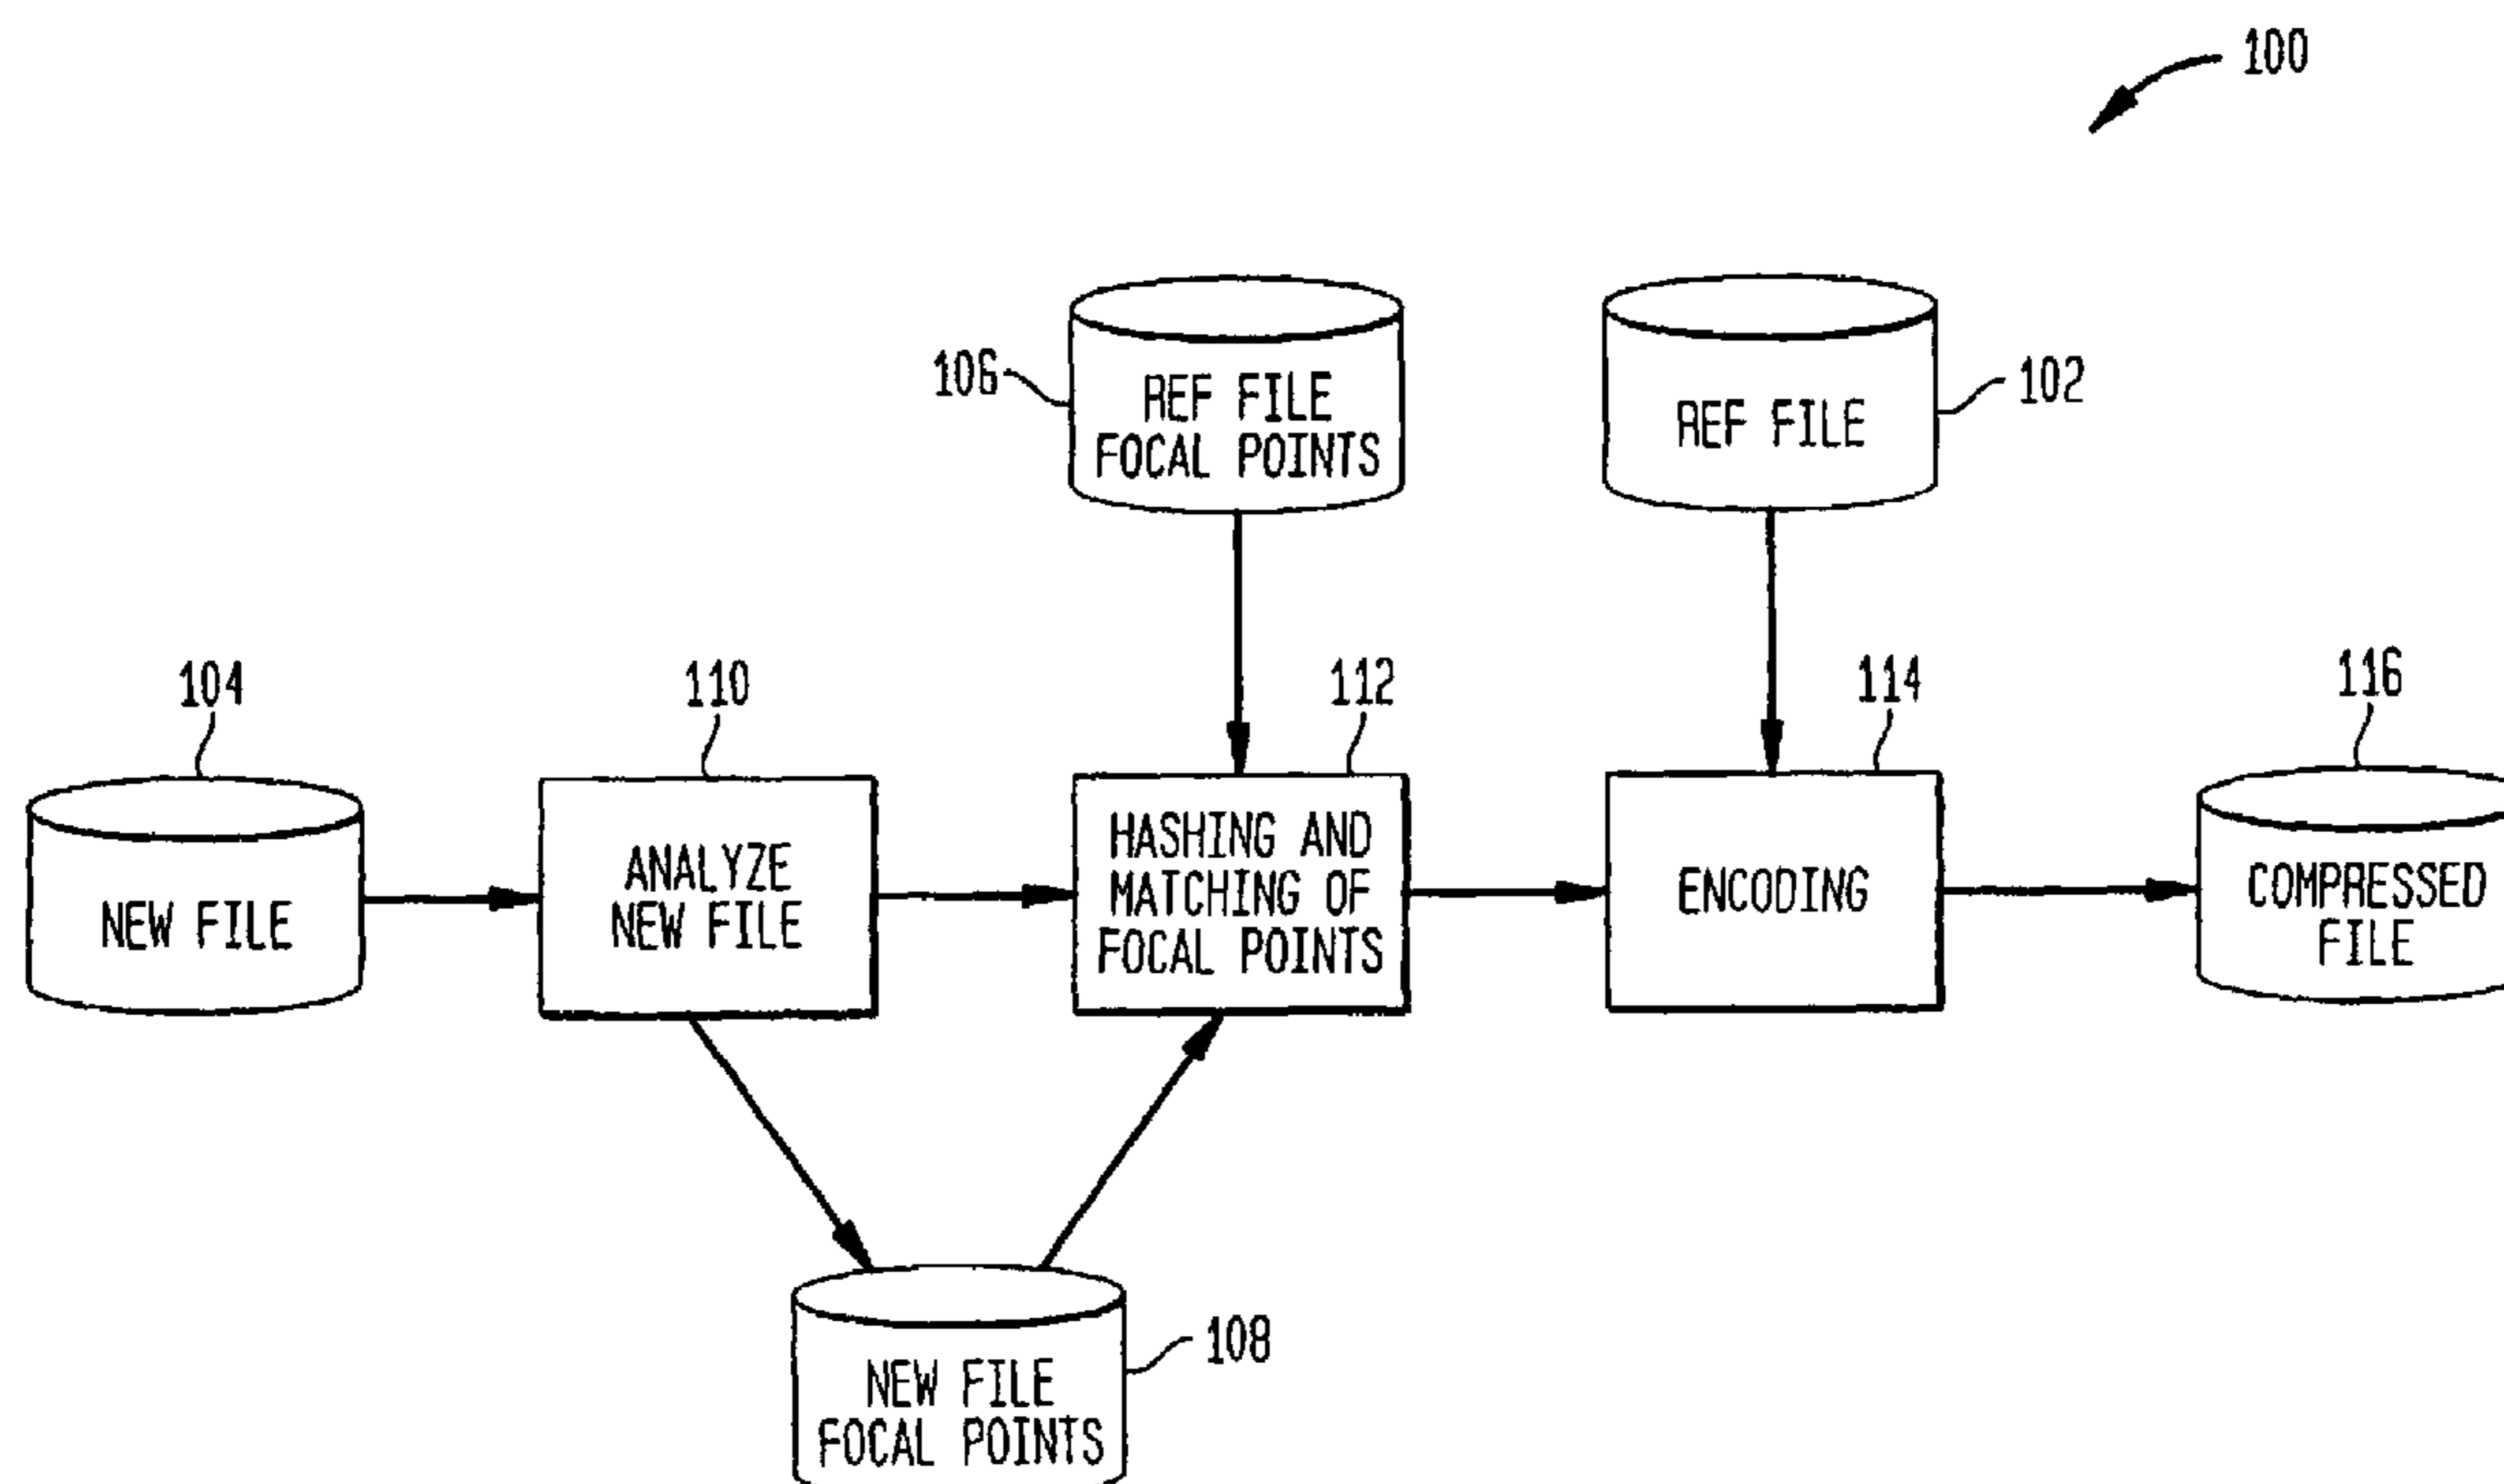 100
106
REF FILE
FOCAL POINTS
REF FILE
102
104
110
112
114
116
NEW FILE
ANALYZE
NEW FILE
HASHING AND
MATCHING OF
FOCAL POINTS
ENCODING
COMPRESSED
FILE
108
NEW FILE
FOCAL POINTS